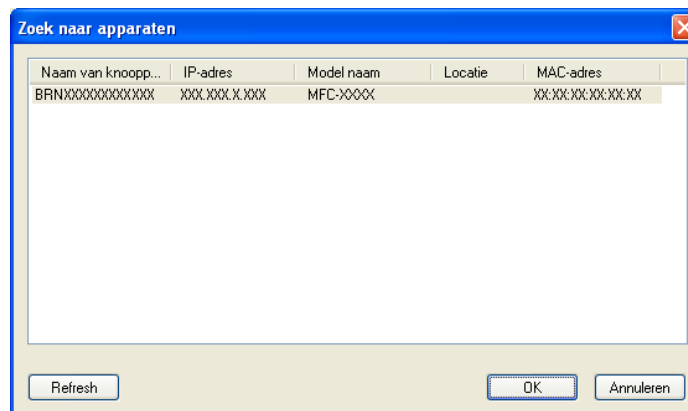 Zoek naar apparaten
Naam van knoopp... IP-adres Model naam Locatie MAC-adres
BRNXXXXXXXXXXXX XXX.XXX.X.XXX MFC-XXXX XX:XX:XX:XX:XX:XX
Refresh OK Annuleren